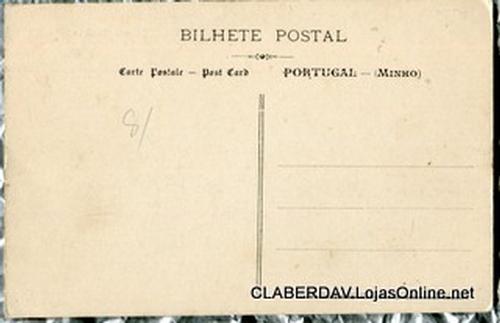 BILHETE POSTAL
Carte Postale — Post Card PORTUGAL — (MINHO)
8/
CLABERDAV.LojasOnline.net